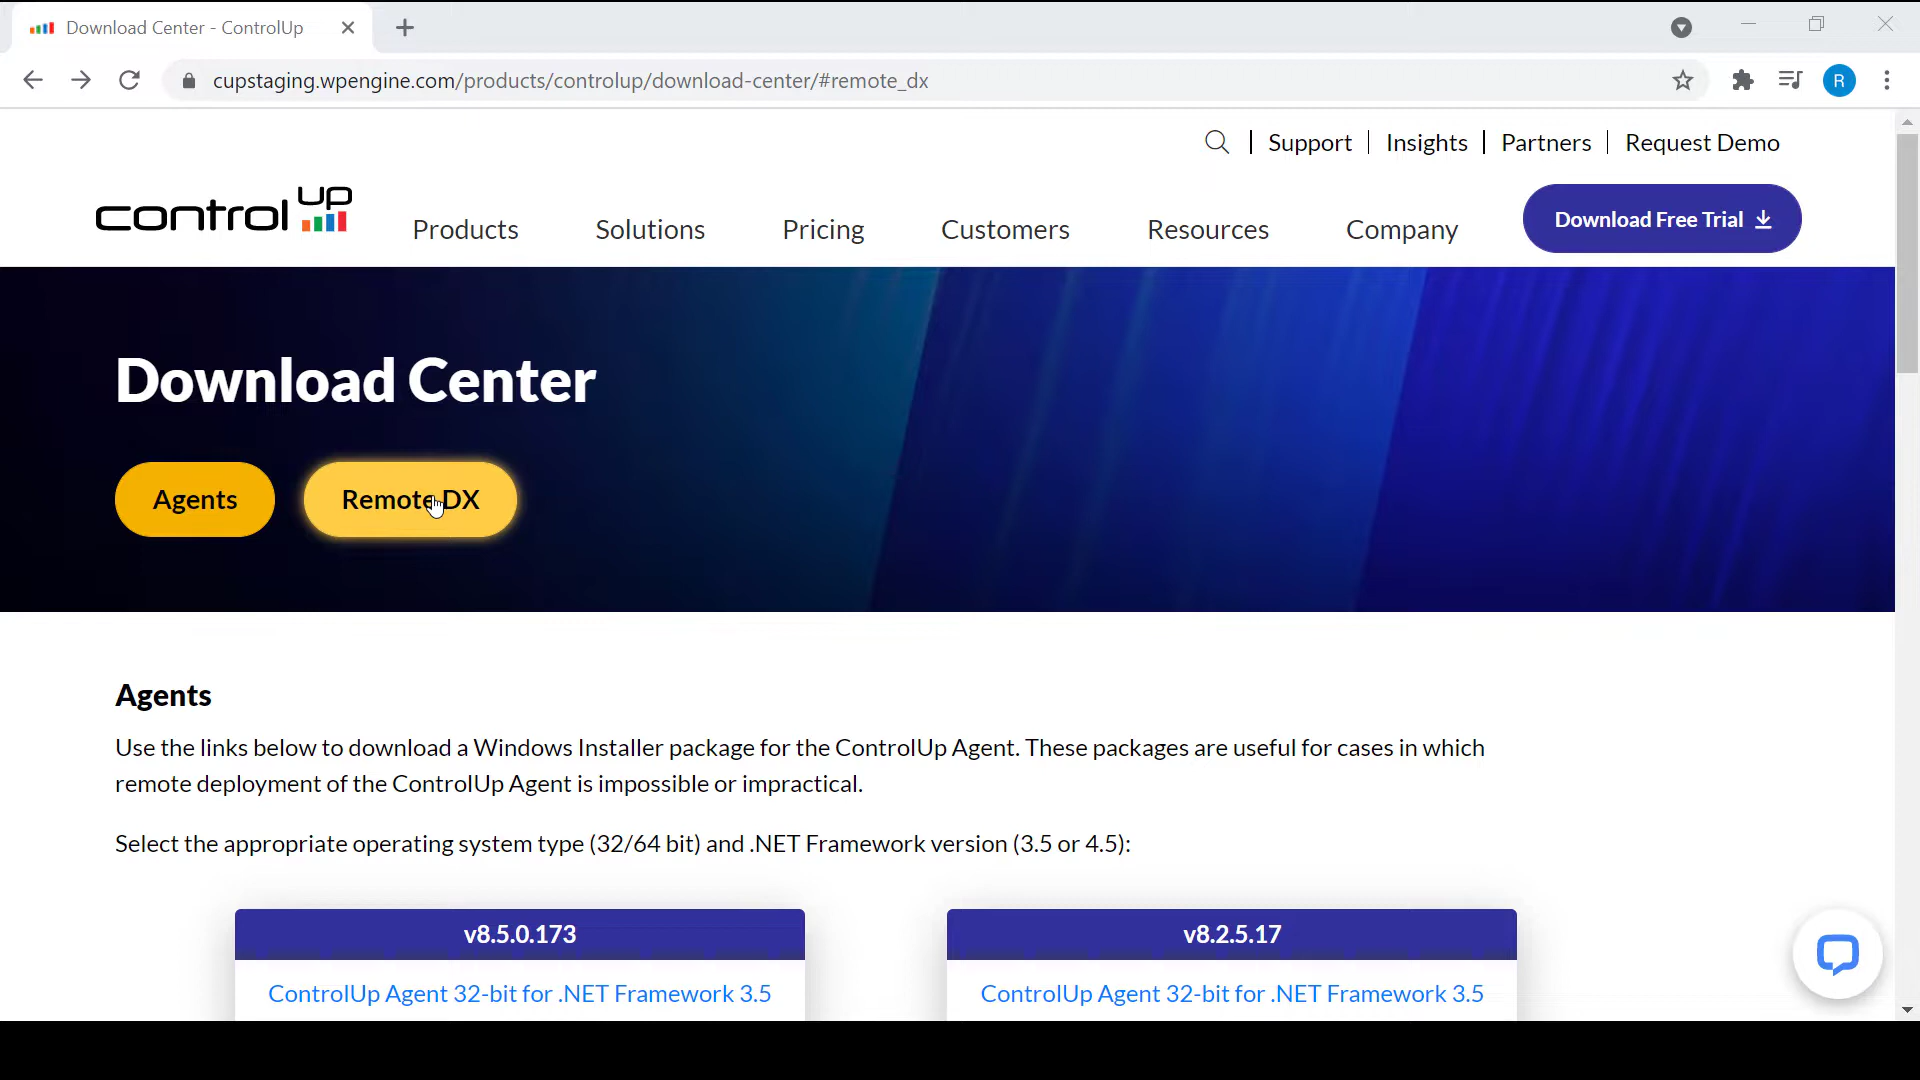 Download Center - ControlUp
cupstaging.wpengine.com/products/controlup/download-center/#remote_dx
R
Support | Insights | Partners | Request Demo
control up
Products
Solutions
Pricing
Customers
Resources
Company
Download Free Trial
Download Center
Agents
Remote DX
Agents
Use the links below to download a Windows Installer package for the ControlUp Agent. These packages are useful for cases in which
remote deployment of the ControlUp Agent is impossible or impractical.
Select the appropriate operating system type (32/64 bit) and .NET Framework version (3.5 or 4.5):
v8.5.0.173
ControlUp Agent 32-bit for .NET Framework 3.5
v8.2.5.17
ControlUp Agent 32-bit for .NET Framework 3.5